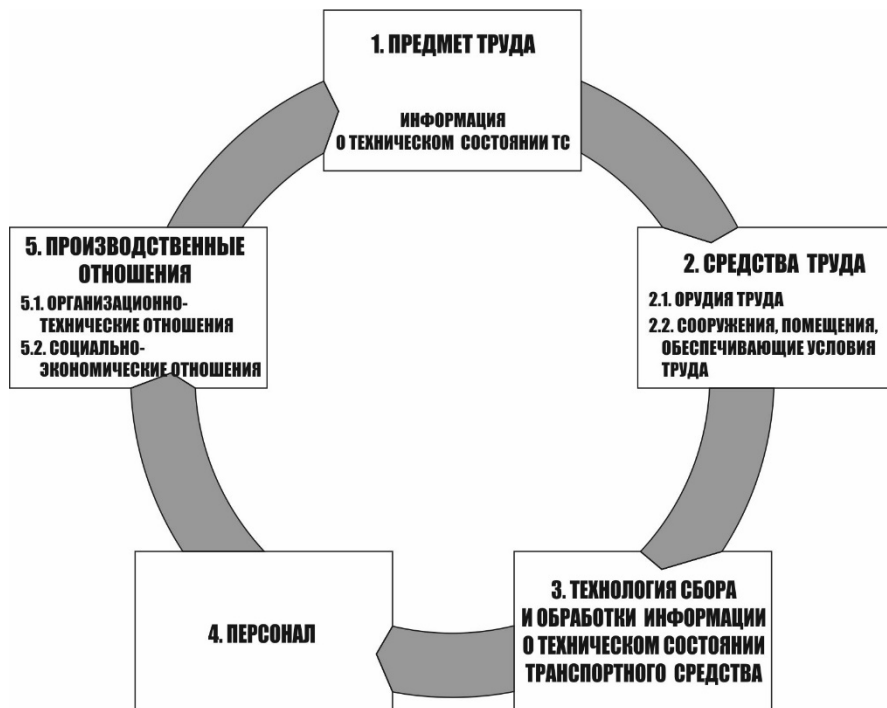 1. ПРЕДМЕТ ТРУДА
ИНФОРМАЦИЯ
О ТЕХНИЧЕСКОМ СОСТОЯНИИ ТС
2. СРЕДСТВА ТРУДА
2.1. ОРУДИЯ ТРУДА
2.2. СООРУЖЕНИЯ, ПОМЕЩЕНИЯ,
ОБЕСПЕЧИВАЮЩИЕ УСЛОВИЯ
ТРУДА
3. ТЕХНОЛОГИЯ СБОРА
И ОБРАБОТКИ ИНФОРМАЦИИ
О ТЕХНИЧЕСКОМ СОСТОЯНИИ
ТРАНСПОРТНОГО СРЕДСТВА
4. ПЕРСОНАЛ
5. ПРОИЗВОДСТВЕННЫЕ
ОТНОШЕНИЯ
5.1. ОРГАНИЗАЦИОННО-
ТЕХНИЧЕСКИЕ ОТНОШЕНИЯ
5.2. СОЦИАЛЬНО-
ЭКОНОМИЧЕСКИЕ ОТНОШЕНИЯ